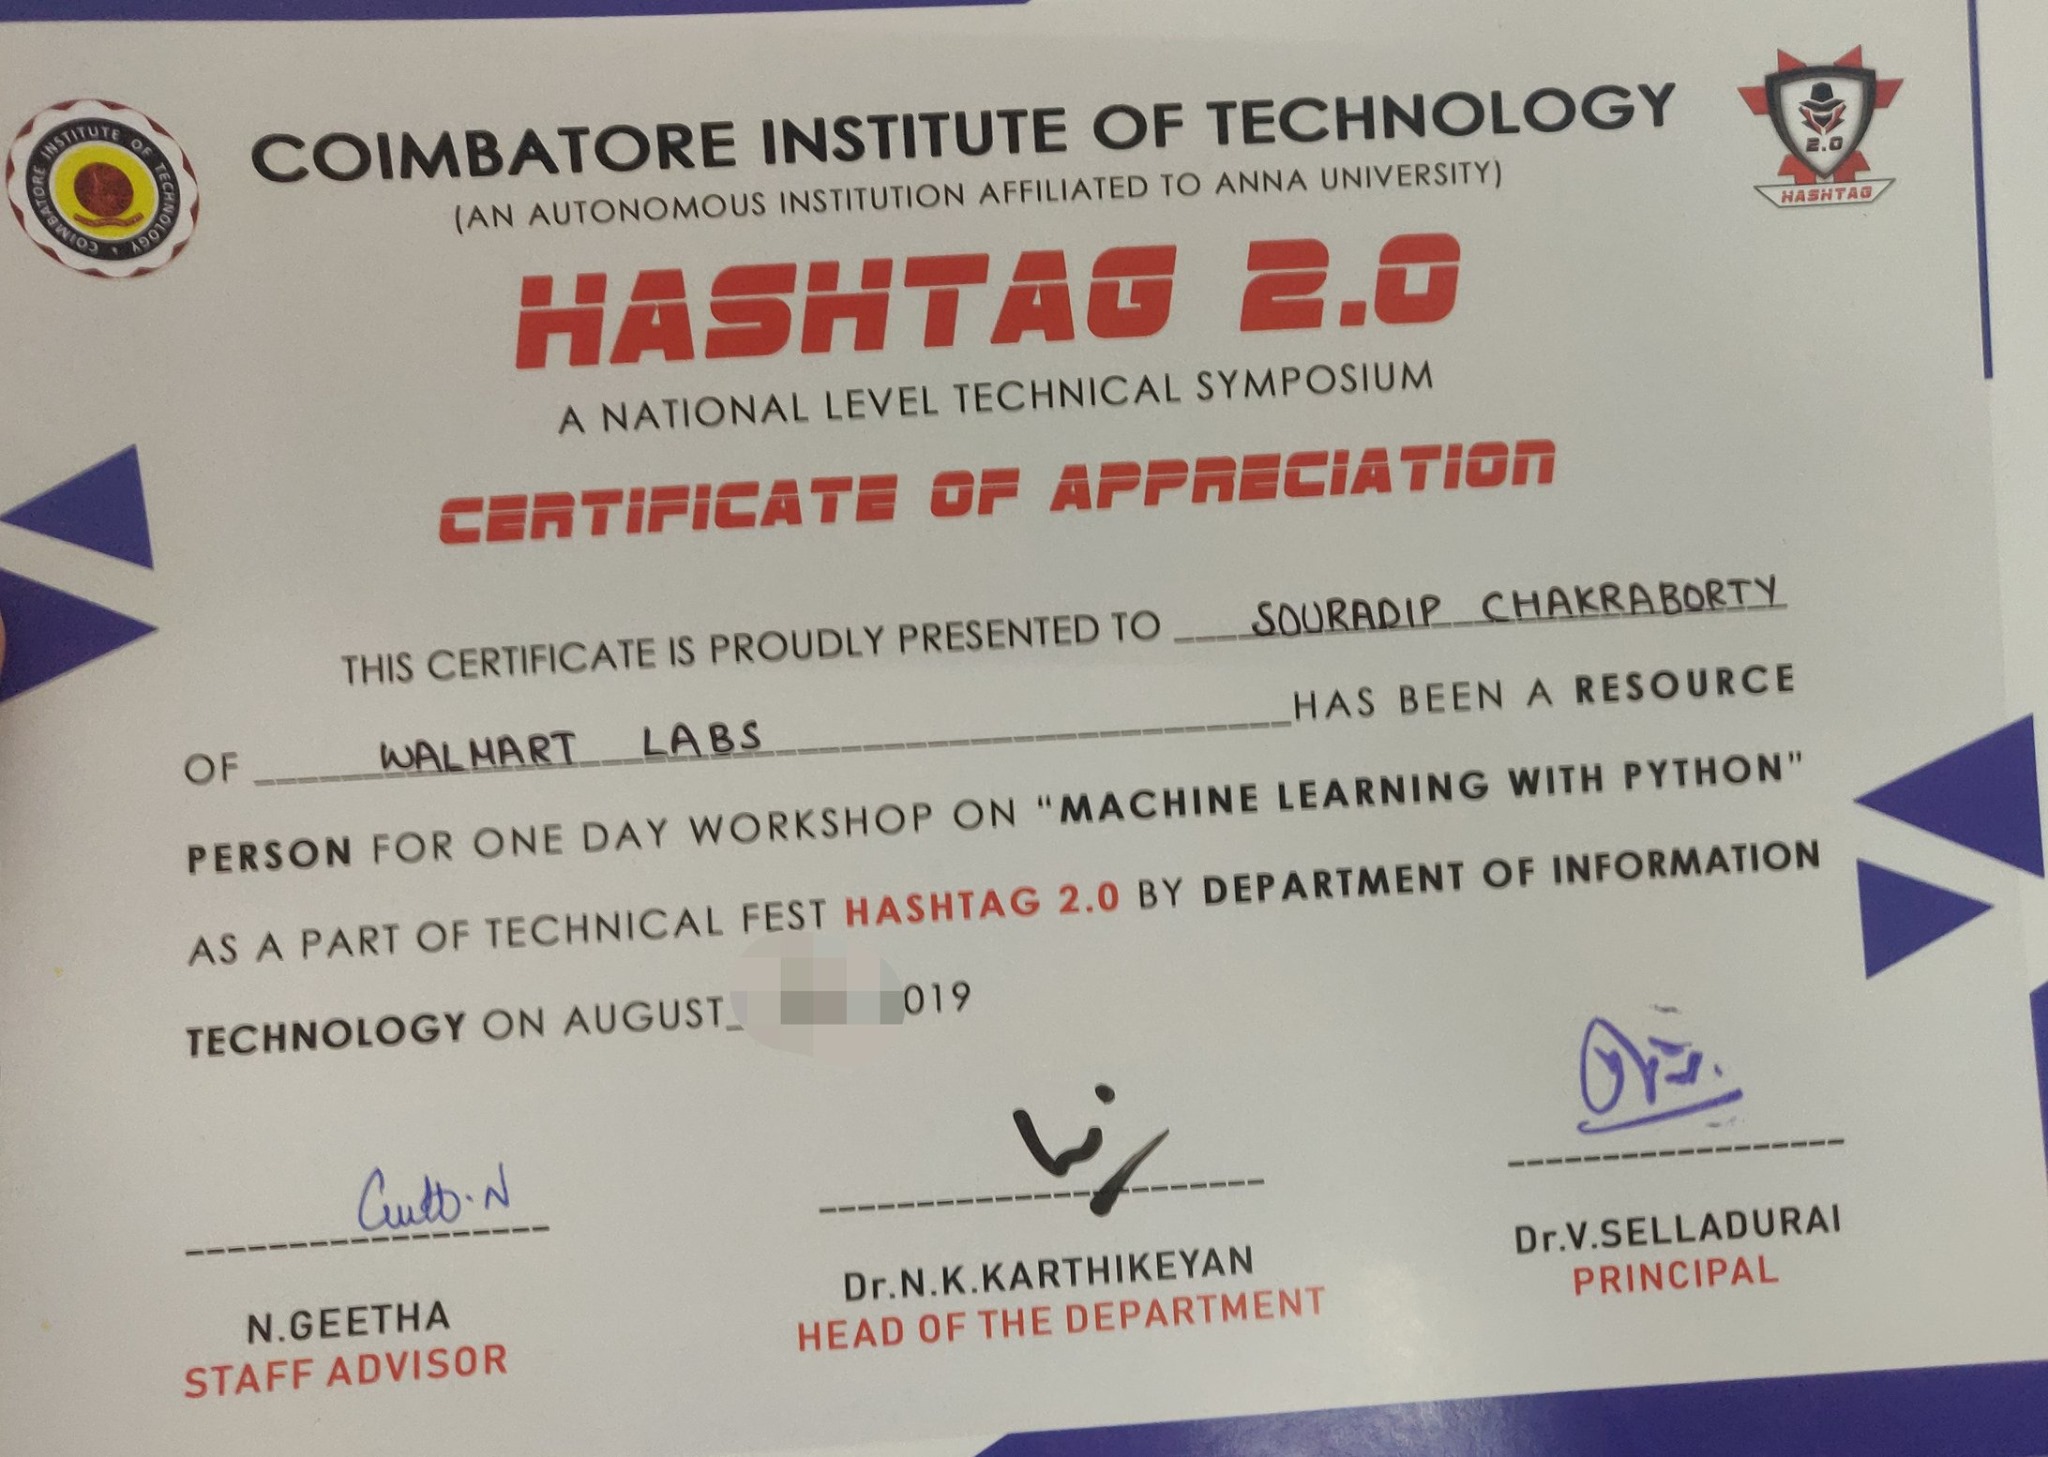 COIMBATORE INSTITUTE OF TECHNOLOGY
COIMBATORE INSTITUTE OF TECHNOLOGY
(AN AUTONOMOUS INSTITUTION AFFILIATED TO ANNA UNIVERSITY)
2.0
HASHTAG
HASHTAG 2.0
A NATIONAL LEVEL TECHNICAL SYMPOSIUM
CERTIFICATE OF APPRECIATION
THIS CERTIFICATE IS PROUDLY PRESENTED TO SOURADIP CHAKRABORTY
OF WALMART LABS HAS BEEN A RESOURCE
PERSON FOR ONE DAY WORKSHOP ON "MACHINE LEARNING WITH PYTHON"
AS A PART OF TECHNICAL FEST HASHTAG 2.0 BY DEPARTMENT OF INFORMATION
TECHNOLOGY ON AUGUST 019
N.GEETHA
STAFF ADVISOR
Dr.N.K.KARTHIKEYAN
HEAD OF THE DEPARTMENT
Dr.V.SELLADURAI
PRINCIPAL